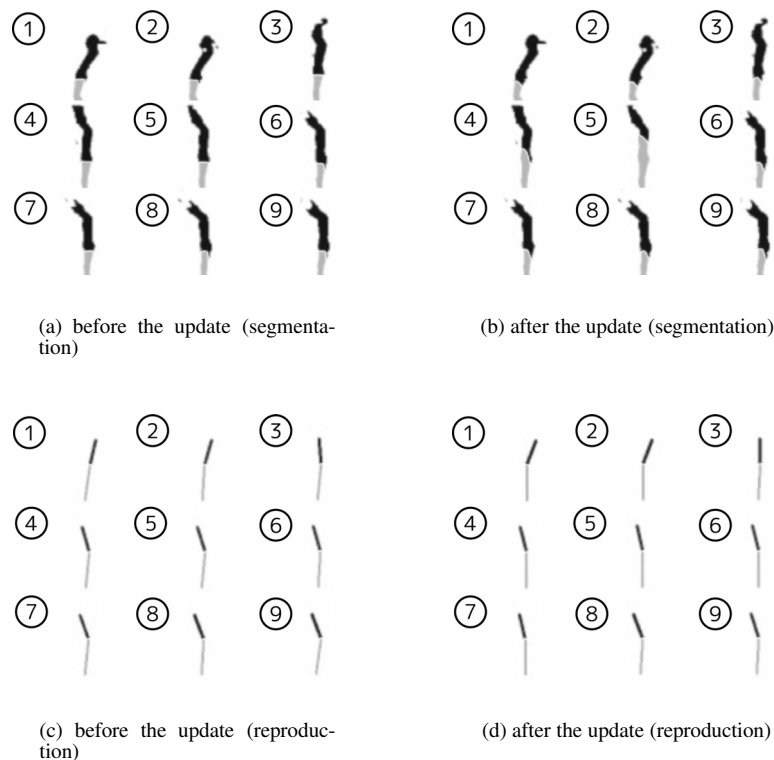 1 2 3 1 2 3
4 5 6 4 5 6
7 8 9 7 8 9
(a) before the update (segmenta-
tion)
(b) after the update (segmentation)
1 2 3 1 2 3
4 5 6 4 5 6
7 8 9 7 8 9
(c) before the update (reproduc-
tion)
(d) after the update (reproduction)